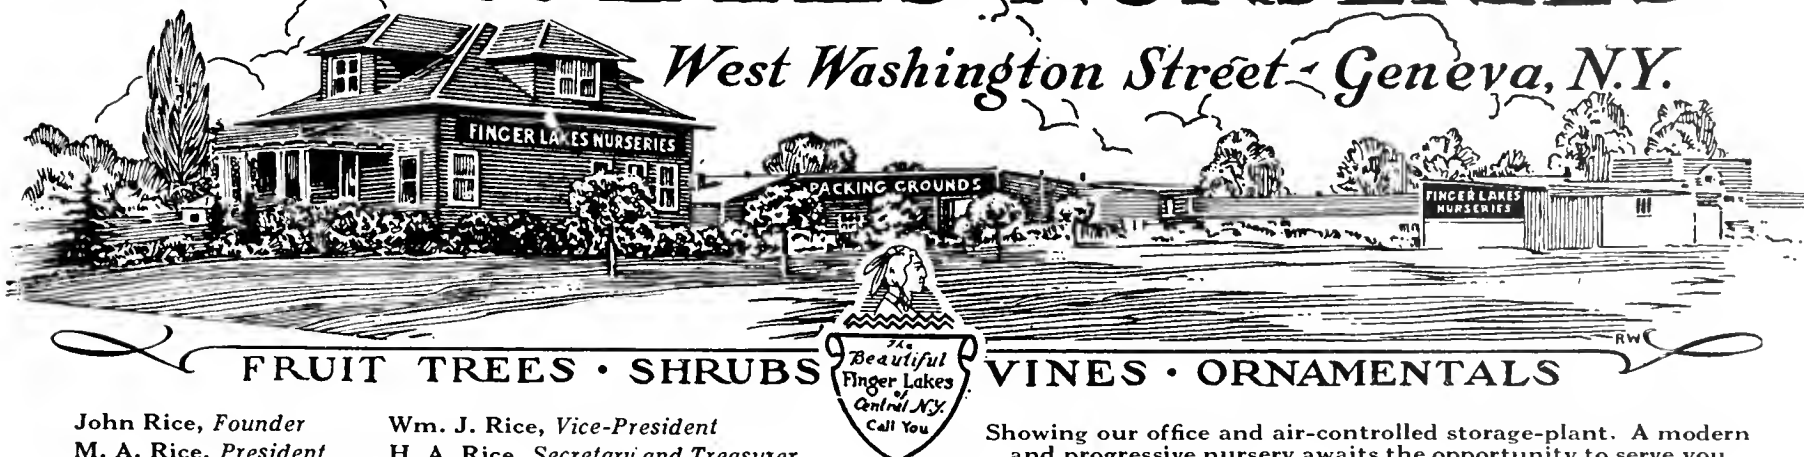 West Washington Street - Geneva, N.Y.
FINGER LAKES NURSERIES
PACKING GROUNDS
FINGER LAKES
NURSERIES
RW
FRUIT TREES · SHRUBS
VINES · ORNAMENTALS
The
Beautiful
Finger Lakes
of
Central N.Y.
Call You
John Rice, Founder
M. A. Rice, President
Wm. J. Rice, Vice-President
H. A. Rice, Secretary and Treasurer
Showing our office and air-controlled storage-plant. A modern
and progressive nursery awaits the opportunity to serve you